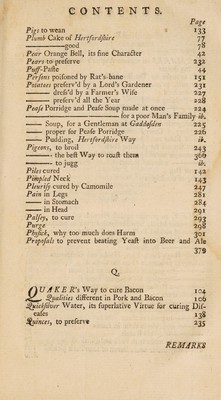 CONTENTS.
Page
Pigs to wean 133
Plumb Cake of Hertfordshire 77
———good 78
Pear Orange Bell, its fine Character 42
Pears to preserve 232
Puff-Paste 44
Persons poisoned by Rat's-bane 151
Potatoes preserv'd by a Lord's Gardener 231
——— dress'd by a Farmer's Wife 227
——— preserv'd all the Year 228
Pease Porridge and Pease Soup made at once 224
———————for a poor Man's Family ib.
—— Soup, for a Gentleman at Gaddesden 225
—— proper for Pease Porridge 226
—— Pudding, Hertfordshire Way ib.
Pigeons, to broil 243
——— the best Way to roast them 360
——— to jugg ib.
Piles cured 142
Pimpled Neck 143
Pleurisy cured by Camomile 247
Pain in Legs 281
—— in Stomach 284
—— in Head 291
Palsey, to cure 293
Purge 298
Physick, why too much does Harm 301
Proposals to prevent beating Yeast into Beer and Ale
379
Q.
QUAKER's Way to cure Bacon 104
Qualities different in Pork and Bacon 106
Quicksilver Water, its superlative Virtue for curing Dis-
eases 138
Quinces, to preserve 235
REMARKS